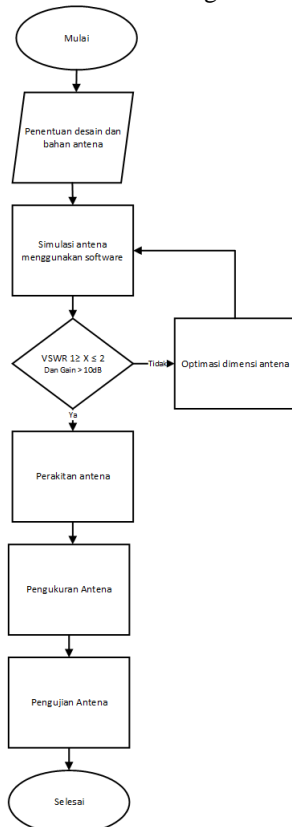 Mulai
Penentuan desain dan
bahan antena
Simulasi antena
menggunakan software
VSWR 1≥ X ≤ 2
Dan Gain > 10dB
Tidak
Optimasi dimensi antena
Ya
Perakitan antena
Pengukuran Antena
Pengujian Antena
Selesai